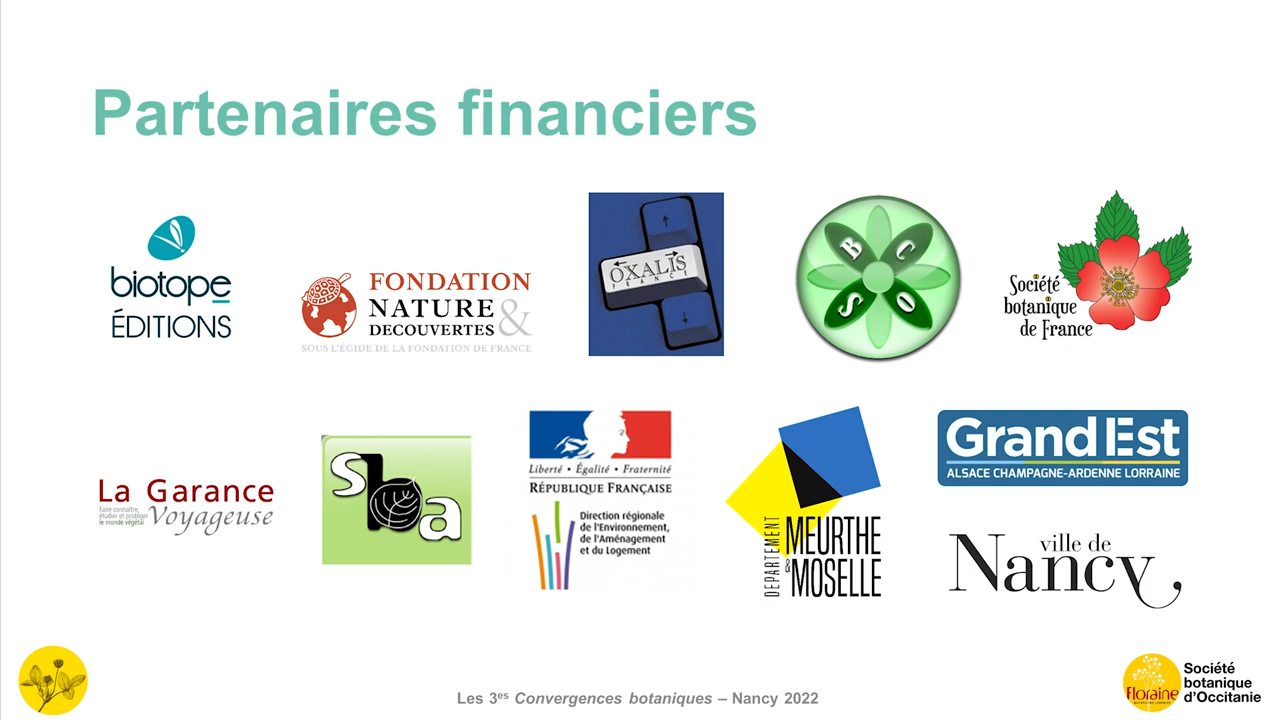 Partenaires financiers
biotope
ÉDITIONS
FONDATION
NATURE &
DECOUVERTES
SOUS L'ÉGIDE DE LA FONDATION DE FRANCE
OXALIS
FRANCE
B C
S O
Société
botanique
de France
La Garance
Faire connaître,
étudier et protéger
le monde végétal
Voyageuse
sba
Liberté • Égalité • Fraternité
RÉPUBLIQUE FRANÇAISE
Direction régionale
de l'Environnement,
de l'Aménagement
et du Logement
DEPARTEMENT
MEURTHE
& MOSELLE
Grand Est
ALSACE CHAMPAGNE-ARDENNE LORRAINE
ville de
Nancy
Les 3es Convergences botaniques – Nancy 2022
Floraine
Société
botanique
d'Occitanie